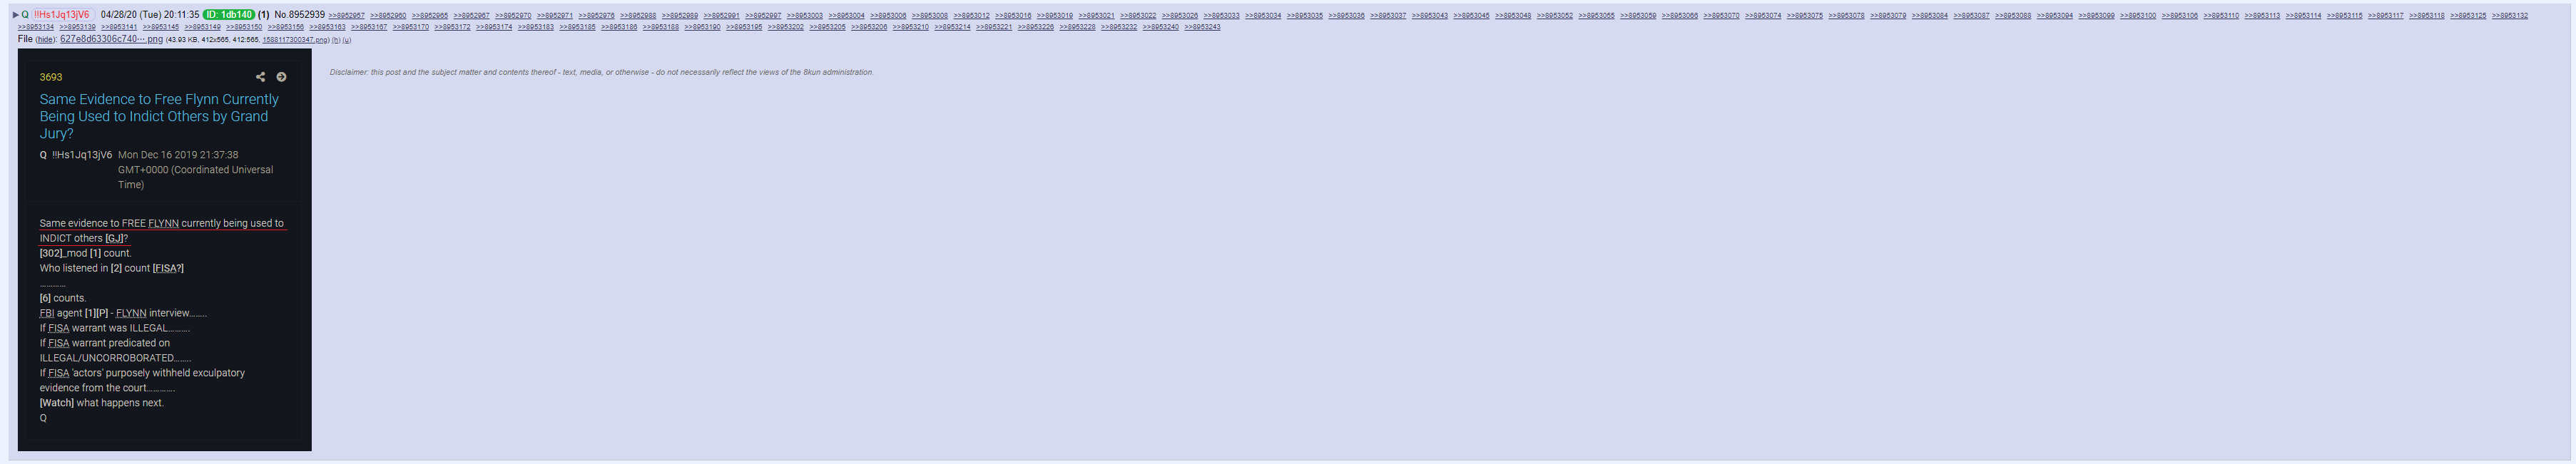 ▶ Q !!Hs1Jq13jV6 04/28/20 (Tue) 20:11:35 ID: 1db140 (1) No.8952939 >>8952957 >>8952960 >>8952965 >>8952967 >>8952970 >>8952971 >>8952976 >>8952988 >>8952989 >>8952991 >>8952997 >>8953003 >>8953004 >>8953006 >>8953008 >>8953012 >>8953016 >>8953019 >>8953021 >>8953022 >>8953026 >>8953033 >>8953034 >>8953035 >>8953036 >>8953037 >>8953043 >>8953045 >>8953048 >>8953052 >>8953055 >>8953059 >>8953066 >>8953070 >>8953074 >>8953075 >>8953078 >>8953079 >>8953084 >>8953087 >>8953088 >>8953094 >>8953099 >>8953100 >>8953106 >>8953110 >>8953113 >>8953114 >>8953115 >>8953117 >>8953118 >>8953125 >>8953132
>>8953134 >>8953139 >>8953141 >>8953145 >>8953149 >>8953150 >>8953156 >>8953163 >>8953167 >>8953170 >>8953172 >>8953174 >>8953183 >>8953185 >>8953186 >>8953188 >>8953190 >>8953195 >>8953202 >>8953205 >>8953206 >>8953210 >>8953214 >>8953221 >>8953226 >>8953228 >>8953232 >>8953240 >>8953243
File (hide): 627e8d63306c740⋯.png (43.93 KB, 412x565, 412:565, 1588117300347.png) (h) (u)
Disclaimer: this post and the subject matter and contents thereof - text, media, or otherwise - do not necessarily reflect the views of the 8kun administration.
3693
Same Evidence to Free Flynn Currently
Being Used to Indict Others by Grand
Jury?
Q !!Hs1Jq13jV6 Mon Dec 16 2019 21:37:38
GMT+0000 (Coordinated Universal
Time)
Same evidence to FREE FLYNN currently being used to
INDICT others [GJ]?
[302]_mod [1] count.
Who listened in [2] count [FISA?]
…………
[6] counts.
FBI agent [1][P] - FLYNN interview……..
If FISA warrant was ILLEGAL……….
If FISA warrant predicated on
ILLEGAL/UNCORROBORATED……..
If FISA 'actors' purposely withheld exculpatory
evidence from the court………….
[Watch] what happens next.
Q